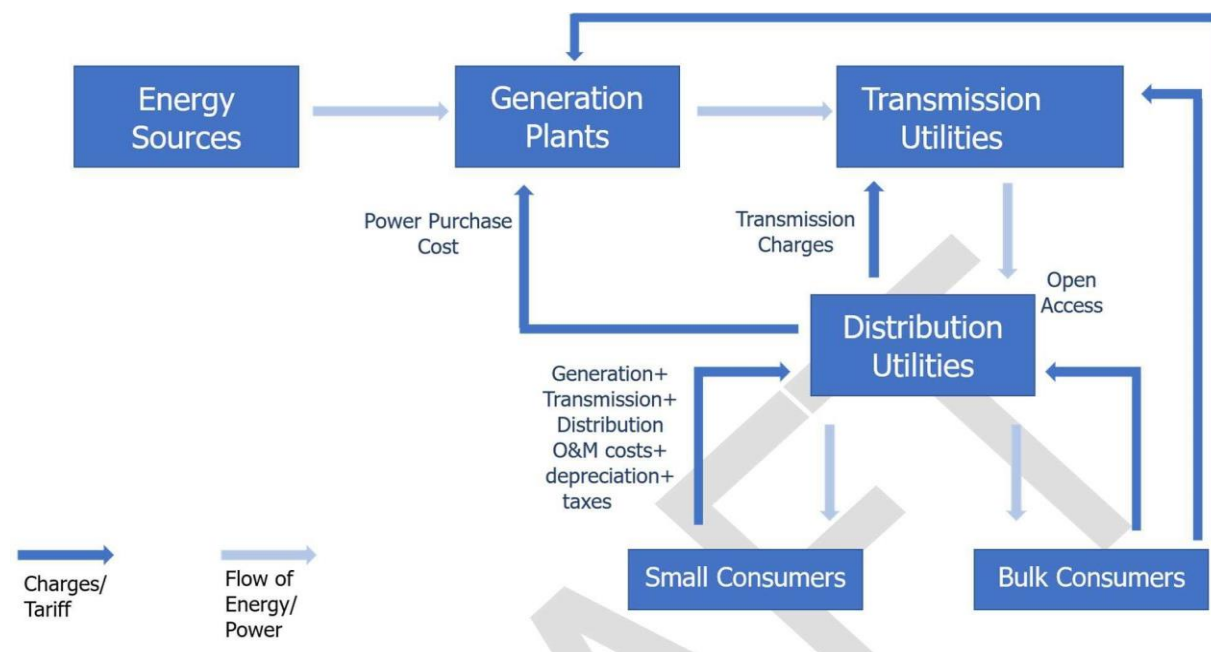 Energy
Sources
Generation
Plants
Transmission
Utilities
Power Purchase
Cost
Transmission
Charges
Open
Access
Distribution
Utilities
Generation+
Transmission+
Distribution
O&M costs+
depreciation+
taxes
Small Consumers
Bulk Consumers
Charges/
Tariff
Flow of
Energy/
Power